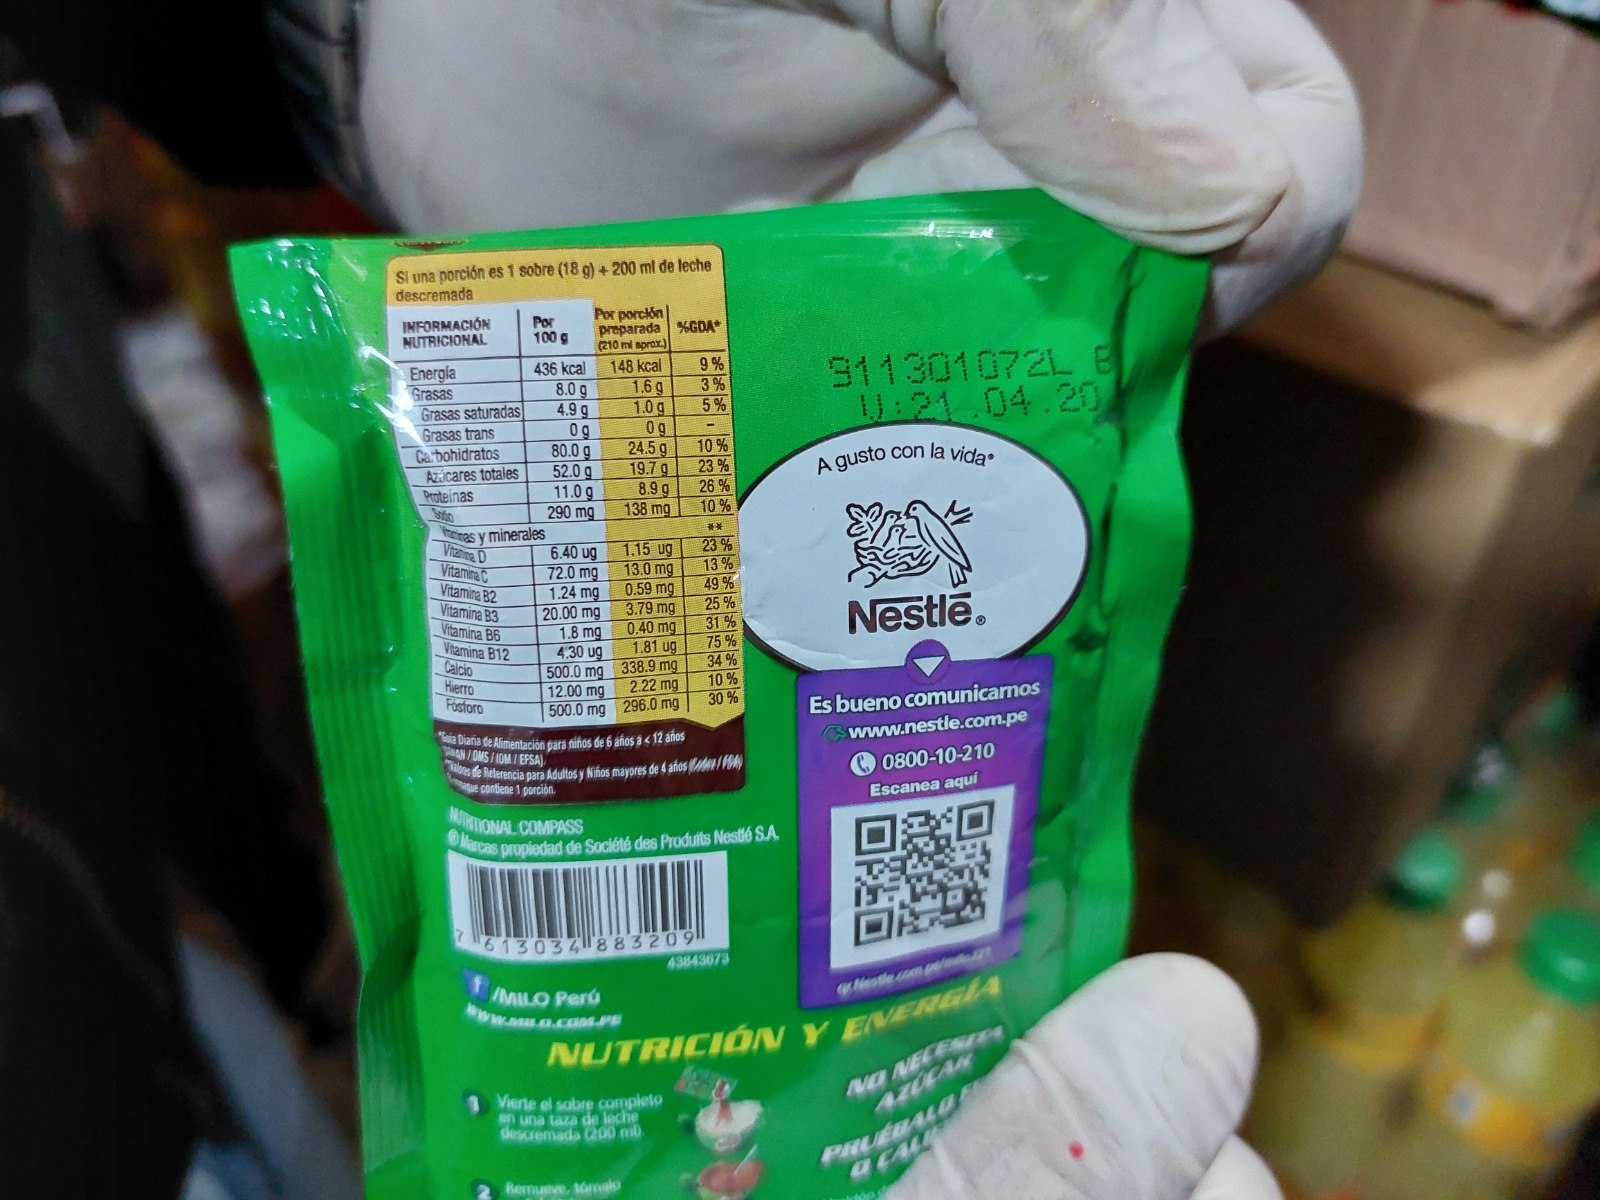 Si una porción es 1 sobre (18 g) + 200 ml de leche
descremada
INFORMACIÓN NUTRICIONAL Por 100 g Por porción preparada (210 ml aprox.) %GDA*
Energía 436 kcal 148 kcal 9 %
Grasas 8.0 g 1.6 g 3 %
Grasas saturadas 4.9 g 1.0 g 5 %
Grasas trans 0 g 0 g –
Carbohidratos 80.0 g 24.5 g 10 %
Azúcares totales 52.0 g 19.7 g 23 %
Proteínas 11.0 g 8.9 g 26 %
Sodio 290 mg 138 mg 10 %
Vitaminas y minerales **
Vitamina D 6.40 ug 1.15 ug 23 %
Vitamina C 72.0 mg 13.0 mg 13 %
Vitamina B2 1.24 mg 0.59 mg 49 %
Vitamina B3 20.00 mg 3.79 mg 25 %
Vitamina B6 1.8 mg 0.40 mg 31 %
Vitamina B12 4.30 ug 1.81 ug 75 %
Calcio 500.0 mg 338.9 mg 34 %
Hierro 12.00 mg 2.22 mg 10 %
Fósforo 500.0 mg 296.0 mg 30 %
*Guía Diaria de Alimentación para niños de 6 años a < 12 años
/ OMS / IOM / EFSA).
de Referencia para Adultos y Niños mayores de 4 años
contiene 1 porción.
NUTRITIONAL COMPASS
® Marcas propiedad de Société des Produits Nestlé S.A.
7 613034 883209
43843673
f /MILO Perú
WWW.MILO.COM.PE
911301072L B
V:21.04.20
A gusto con la vida®
Nestlé®
Es bueno comunicarnos
www.nestle.com.pe
0800-10-210
Escanea aquí
NUTRICIÓN Y ENERGÍA
1 Vierte el sobre completo
en una taza de leche
descremada (200 ml).
2 Remueve, tómalo
NO NECESITA
AZÚCAR
PRUÉBALO
O